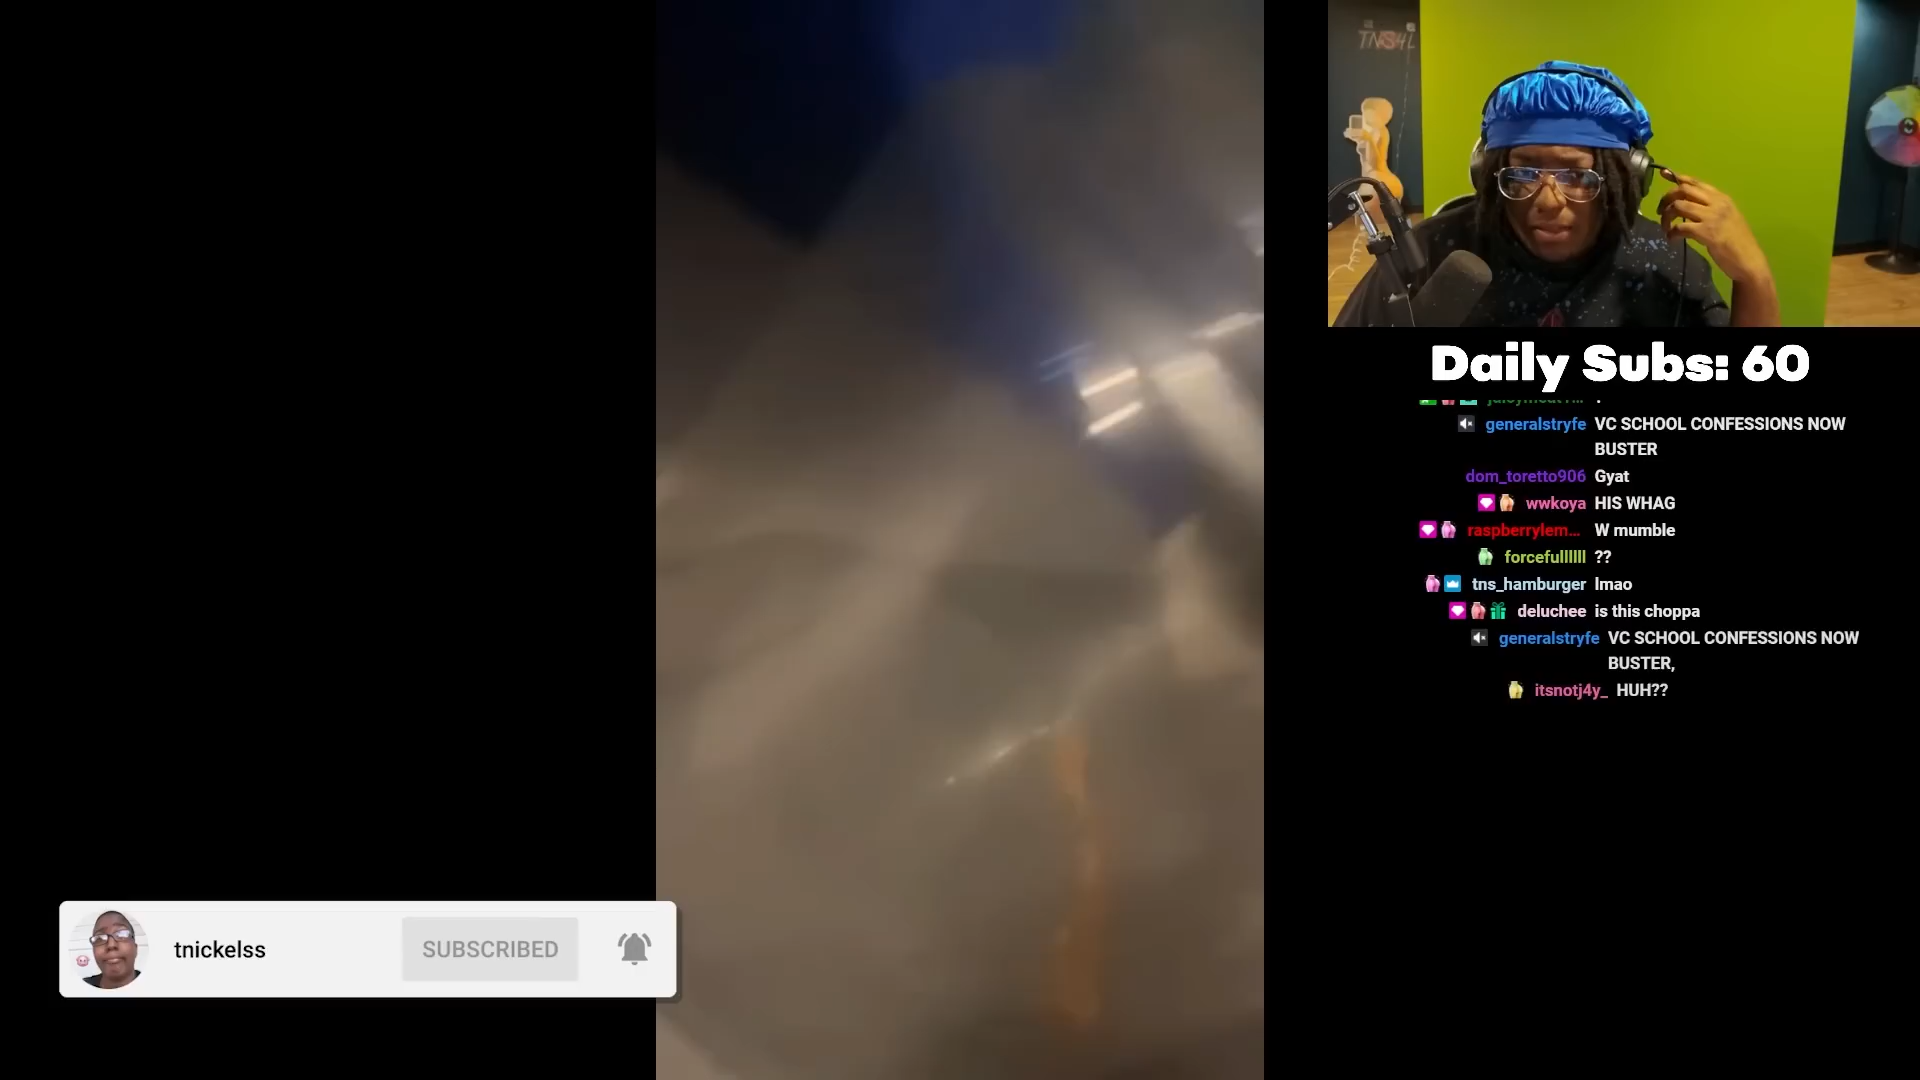 TNS4L
Daily Subs: 60
generalstryfe VC SCHOOL CONFESSIONS NOW
BUSTER
dom_toretto906 Gyat
wwkoya HIS WHAG
raspberrylem... W mumble
forcefullllll ??
tns_hamburger lmao
deluchee is this choppa
generalstryfe VC SCHOOL CONFESSIONS NOW
BUSTER,
itsnotj4y_ HUH??
tnickelss SUBSCRIBED